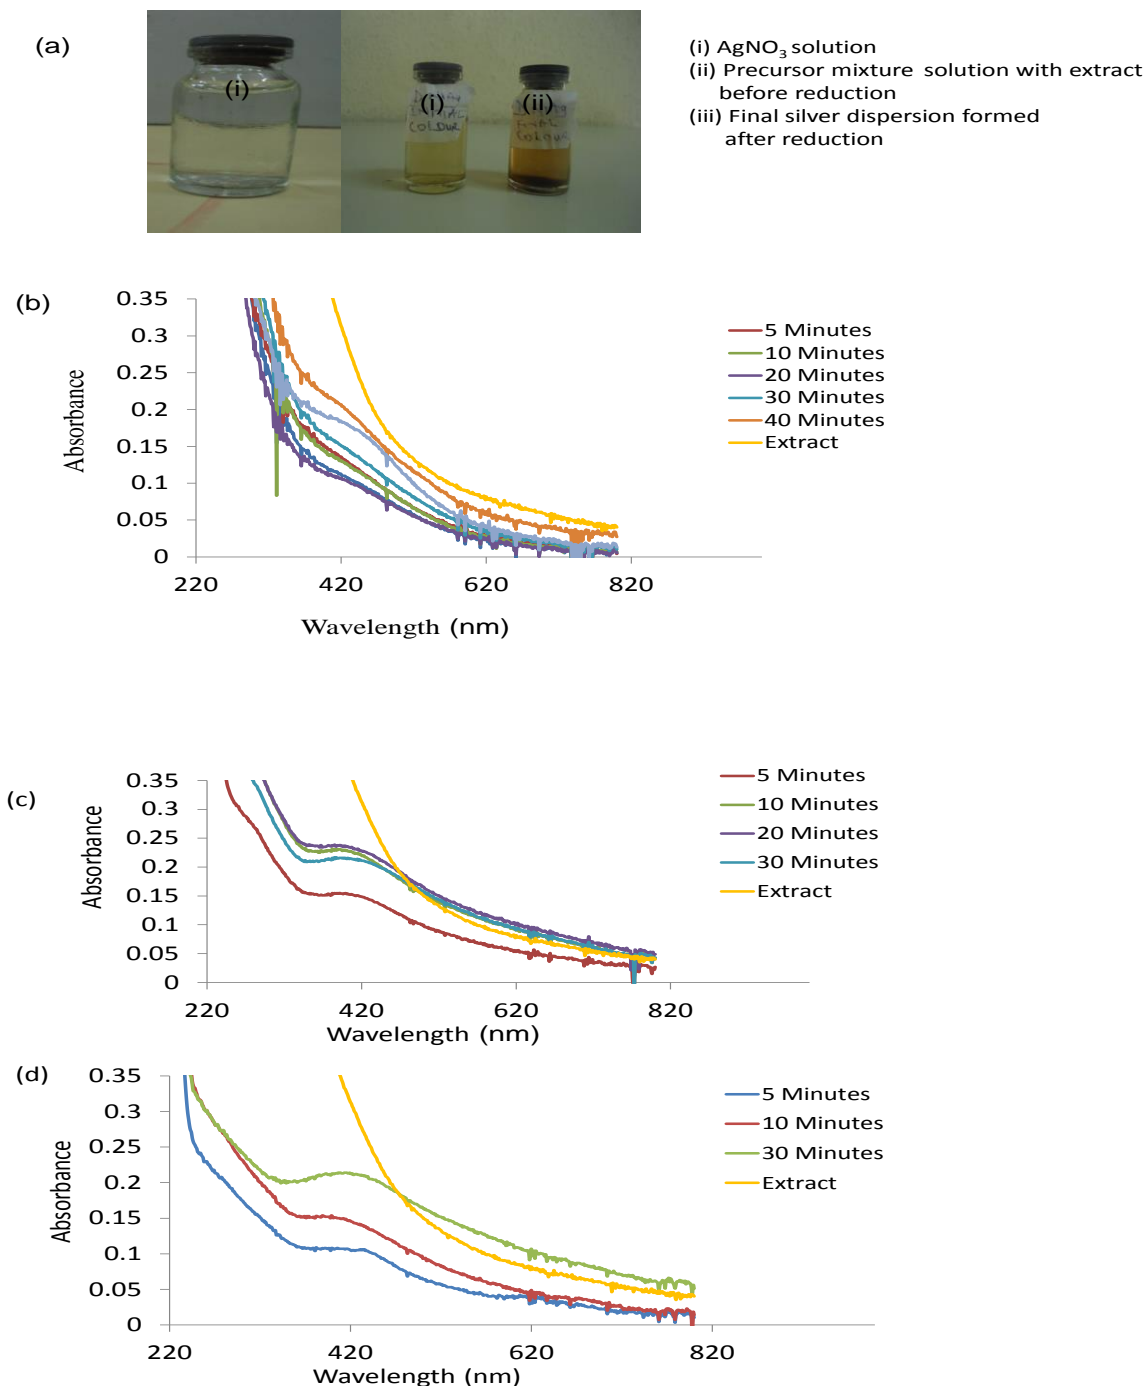 (a)
(i)
(i)
(ii)
COLOUR
COLOUR
(i) AgNO₃ solution
(ii) Precursor mixture solution with extract
before reduction
(iii) Final silver dispersion formed
after reduction
(b)
0.35
0.3
0.25
0.2
0.15
0.1
0.05
0
220
420
620
820
Absorbance
Wavelength (nm)
5 Minutes
10 Minutes
20 Minutes
30 Minutes
40 Minutes
Extract
(c)
0.35
0.3
0.25
0.2
0.15
0.1
0.05
0
220
420
620
820
Absorbance
Wavelength (nm)
5 Minutes
10 Minutes
20 Minutes
30 Minutes
Extract
(d)
0.35
0.3
0.25
0.2
0.15
0.1
0.05
0
220
420
620
820
Absorbance
Wavelength (nm)
5 Minutes
10 Minutes
30 Minutes
Extract